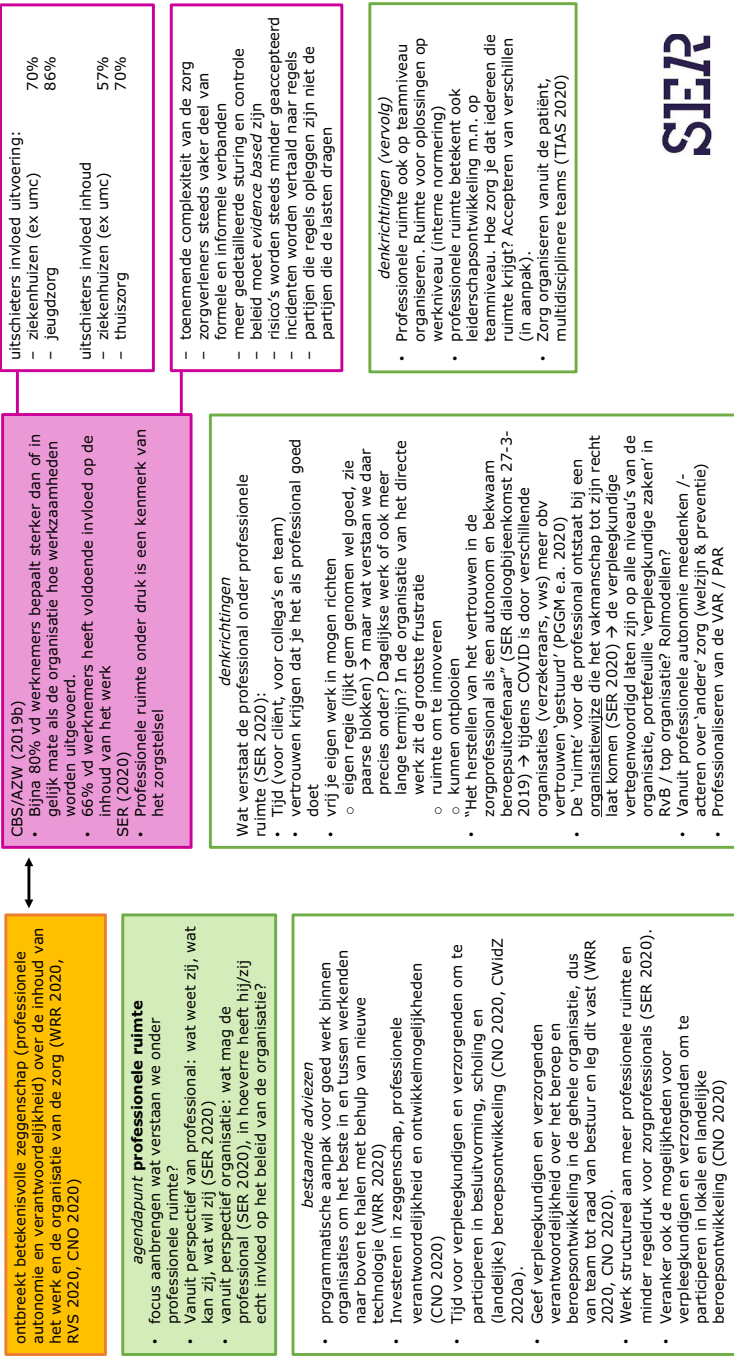 ontbreekt betekenisvolle zeggenschap (professionele
autonomie en verantwoordelijkheid) over de inhoud van
het werk en de organisatie van de zorg (WRR 2020,
RVS 2020, CNO 2020)
agendapunt professionele ruimte
• focus aanbrengen wat verstaan we onder
professionele ruimte?
• Vanuit perspectief van professional: wat weet zij, wat
kan zij, wat wil zij (SER 2020)
• vanuit perspectief organisatie: wat mag de
professional (SER 2020), in hoeverre heeft hij/zij
echt invloed op het beleid van de organisatie?
bestaande adviezen
• programmatische aanpak voor goed werk binnen
organisaties om het beste in en tussen werkenden
naar boven te halen met behulp van nieuwe
technologie (WRR 2020)
• Investeren in zeggenschap, professionele
verantwoordelijkheid en ontwikkelmogelijkheden
(CNO 2020)
• Tijd voor verpleegkundigen en verzorgenden om te
participeren in besluitvorming, scholing en
(landelijke) beroepsontwikkeling (CNO 2020, CWidZ
2020a).
• Geef verpleegkundigen en verzorgenden
verantwoordelijkheid over het beroep en
beroepsontwikkeling in de gehele organisatie, dus
van team tot raad van bestuur en leg dit vast (WRR
2020, CNO 2020).
• Werk structureel aan meer professionele ruimte en
minder regeldruk voor zorgprofessionals (SER 2020).
• Veranker ook de mogelijkheden voor
verpleegkundigen en verzorgenden om te
participeren in lokale en landelijke
beroepsontwikkeling (CNO 2020)
CBS/AZW (2019b)
• Bijna 80% vd werknemers bepaalt sterker dan of in
gelijk mate als de organisatie hoe werkzaamheden
worden uitgevoerd.
• 66% vd werknemers heeft voldoende invloed op de
inhoud van het werk
SER (2020)
• Professionele ruimte onder druk is een kenmerk van
het zorgstelsel
denkrichtingen
Wat verstaat de professional onder professionele
ruimte (SER 2020):
• Tijd (voor cliënt, voor collega's en team)
• vertrouwen krijgen dat je het als professional goed
doet
• vrij je eigen werk in mogen richten
○ eigen regie (lijkt gem genomen wel goed, zie
paarse blokken) → maar wat verstaan we daar
precies onder? Dagelijkse werk of ook meer
lange termijn? In de organisatie van het directe
werk zit de grootste frustratie
○ ruimte om te innoveren
○ kunnen ontplooien
• "Het herstellen van het vertrouwen in de
zorgprofessional als een autonoom en bekwaam
beroepsuitoefenaar" (SER dialoogbijeenkomst 27-3-
2019) → tijdens COVID is door verschillende
organisaties (verzekeraars, vws) meer obv
vertrouwen 'gestuurd' (PGGM e.a. 2020)
• De 'ruimte' voor de professional ontstaat bij een
organisatiewijze die het vakmanschap tot zijn recht
laat komen (SER 2020) → de verpleegkundige
vertegenwoordigd laten zijn op alle niveau's van de
organisatie, portefeuille 'verpleegkundige zaken' in
RvB / top organisatie? Rolmodellen?
• Vanuit professionele autonomie meedenken /-
acteren over 'andere' zorg (welzijn & preventie)
• Professionaliseren van de VAR / PAR
uitschieters invloed uitvoering:
– ziekenhuizen (ex umc) 70%
– jeugdzorg 86%
uitschieters invloed inhoud
– ziekenhuizen (ex umc) 57%
– thuiszorg 70%
– toenemende complexiteit van de zorg
– zorgverleners steeds vaker deel van
formele en informele verbanden
– meer gedetailleerde sturing en controle
– beleid moet evidence based zijn
– risico's worden steeds minder geaccepteerd
– incidenten worden vertaald naar regels
– partijen die regels opleggen zijn niet de
partijen die de lasten dragen
denkrichtingen (vervolg)
• Professionele ruimte ook op teamniveau
organiseren. Ruimte voor oplossingen op
werkniveau (interne normering)
• professionele ruimte betekent ook
leiderschapsontwikkeling m.n. op
teamniveau. Hoe zorg je dat iedereen die
ruimte krijgt? Accepteren van verschillen
(in aanpak).
• Zorg organiseren vanuit de patiënt,
multidisciplinere teams (TIAS 2020)
SER